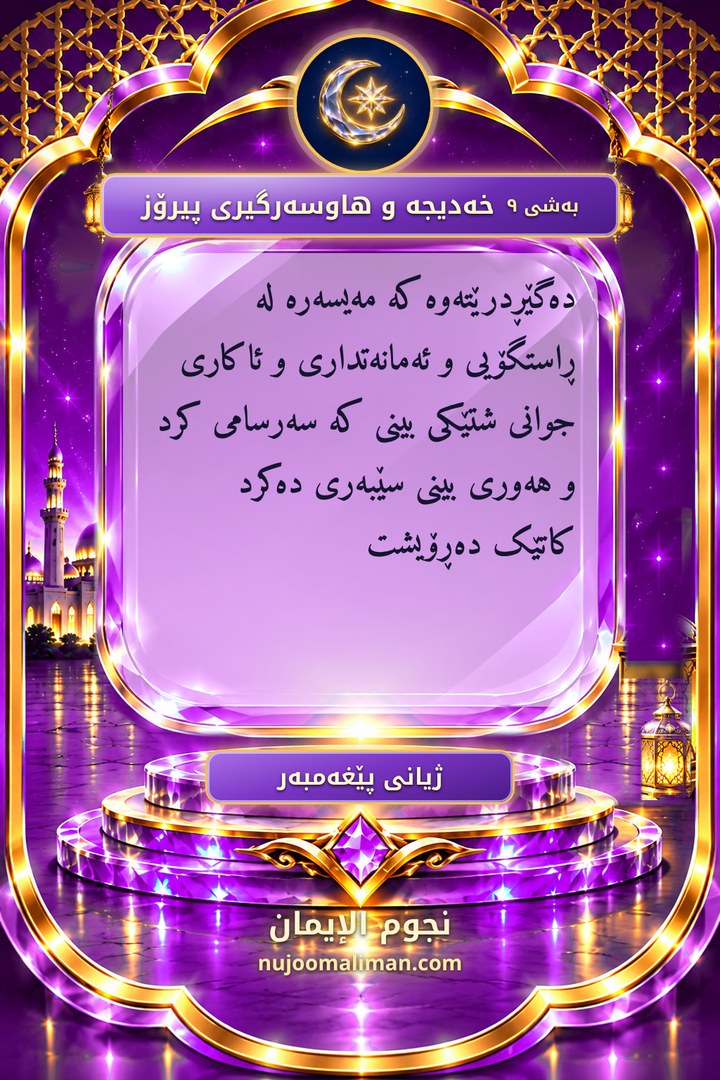 بەشی ٩ خەدیجە و هاوسەرگیری پیرۆز
دەگێڕدرێتەوە کە مەیسەرە لە
ڕاستگۆیی و ئەمانەتداری و ئاکاری
جوانی شتێکی بینی کە سەرسامی کرد
و هەوری بینی سێبەری دەکرد
کاتێک دەڕۆیشت
ژیانی پێغەمبەر
نجوم الإيمان
nujoomaliman.com